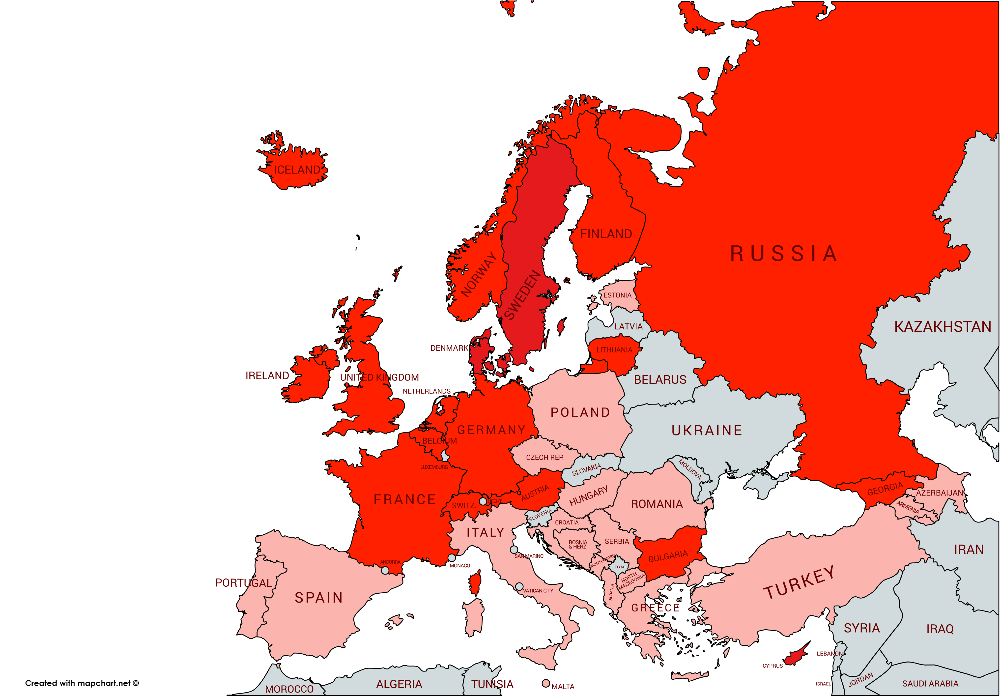 ICELAND
FINLAND
RUSSIA
NORWAY
SWEDEN
ESTONIA
LATVIA
KAZAKHSTAN
DENMARK
LITHUANIA
IRELAND
UNITED KINGDOM
BELARUS
NETHERLANDS
POLAND
GERMANY
UKRAINE
BELGIUM
CZECH REP.
LUXEMBURG
SLOVAKIA
MOLDOVA
FRANCE
SWITZ.
LIECHT.
AUSTRIA
HUNGARY
ROMANIA
GEORGIA
AZERBAIJAN
ARMENIA
SLOVENIA
CROATIA
ITALY
BOSNIA
& HERZ.
SERBIA
IRAN
SAN MARINO
MONTENEGRO
BULGARIA
ANDORRA
MONACO
KOSOVO
PORTUGAL
NORTH
MACEDONIA
TURKEY
SPAIN
VATICAN CITY
ALBANIA
GREECE
SYRIA
IRAQ
LEBANON
CYPRUS
Created with mapchart.net ©
MOROCCO
ALGERIA
TUNISIA
MALTA
ISRAEL
JORDAN
SAUDI ARABIA